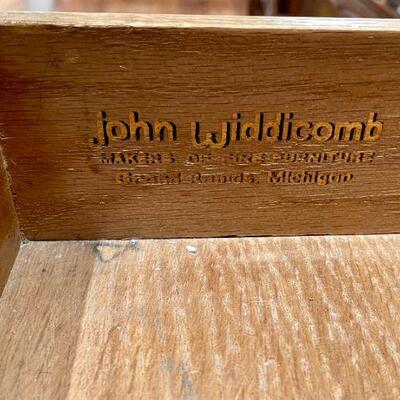 john widdicomb
MAKERS OF FINE FURNITURE
Grand Rapids, Michigan